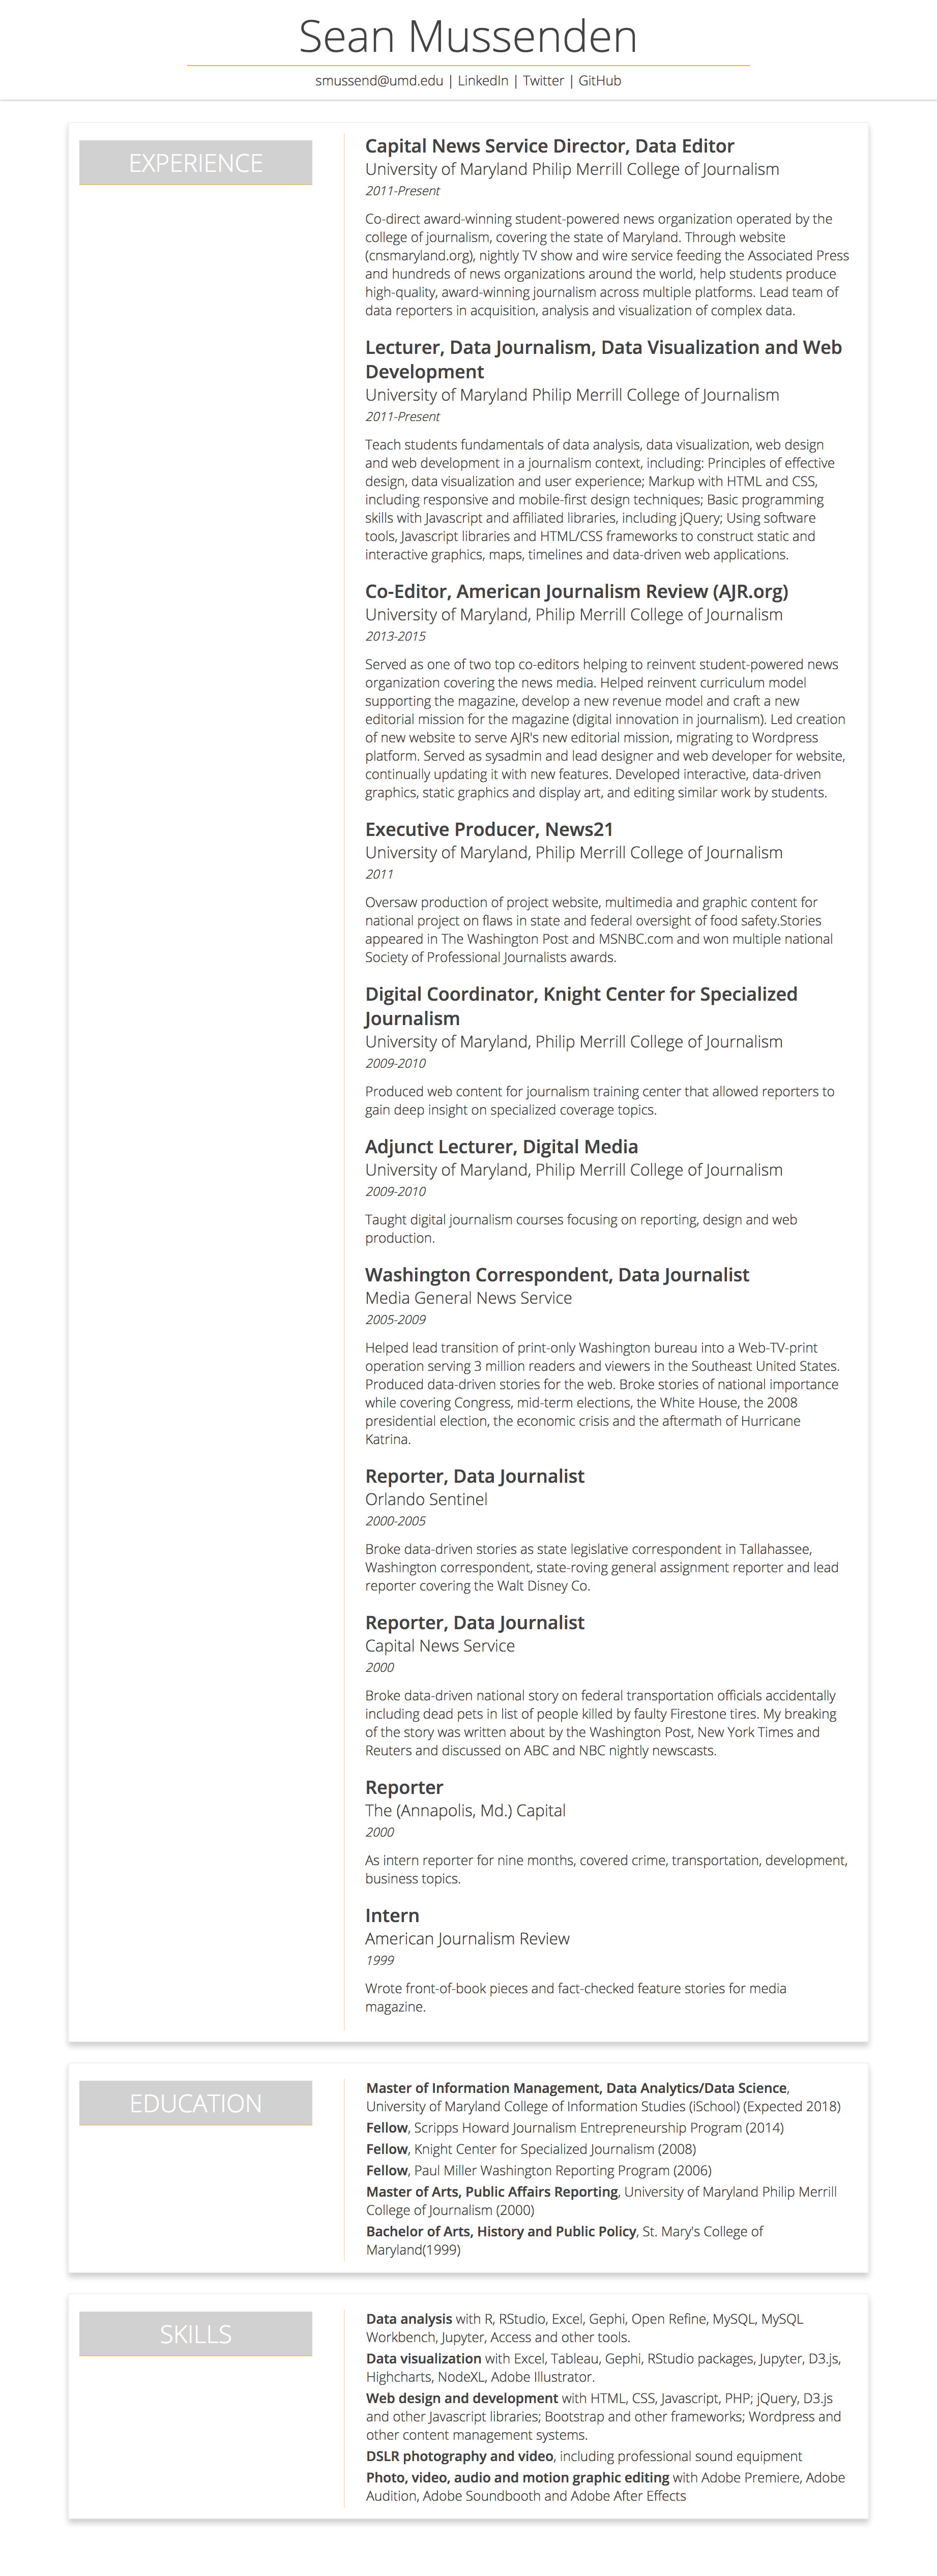 Sean Mussenden
smussend@umd.edu | LinkedIn | Twitter | GitHub
EXPERIENCE
Capital News Service Director, Data Editor
University of Maryland Philip Merrill College of Journalism
2011-Present
Co-direct award-winning student-powered news organization operated by the
college of journalism, covering the state of Maryland. Through website
(cnsmaryland.org), nightly TV show and wire service feeding the Associated Press
and hundreds of news organizations around the world, help students produce
high-quality, award-winning journalism across multiple platforms. Lead team of
data reporters in acquisition, analysis and visualization of complex data.
Lecturer, Data Journalism, Data Visualization and Web
Development
University of Maryland Philip Merrill College of Journalism
2011-Present
Teach students fundamentals of data analysis, data visualization, web design
and web development in a journalism context, including: Principles of effective
design, data visualization and user experience; Markup with HTML and CSS,
including responsive and mobile-first design techniques; Basic programming
skills with Javascript and affiliated libraries, including jQuery; Using software
tools, Javascript libraries and HTML/CSS frameworks to construct static and
interactive graphics, maps, timelines and data-driven web applications.
Co-Editor, American Journalism Review (AJR.org)
University of Maryland, Philip Merrill College of Journalism
2013-2015
Served as one of two top co-editors helping to reinvent student-powered news
organization covering the news media. Helped reinvent curriculum model
supporting the magazine, develop a new revenue model and craft a new
editorial mission for the magazine (digital innovation in journalism). Led creation
of new website to serve AJR's new editorial mission, migrating to Wordpress
platform. Served as sysadmin and lead designer and web developer for website,
continually updating it with new features. Developed interactive, data-driven
graphics, static graphics and display art, and editing similar work by students.
Executive Producer, News21
University of Maryland, Philip Merrill College of Journalism
2011
Oversaw production of project website, multimedia and graphic content for
national project on flaws in state and federal oversight of food safety.Stories
appeared in The Washington Post and MSNBC.com and won multiple national
Society of Professional Journalists awards.
Digital Coordinator, Knight Center for Specialized
Journalism
University of Maryland, Philip Merrill College of Journalism
2009-2010
Produced web content for journalism training center that allowed reporters to
gain deep insight on specialized coverage topics.
Adjunct Lecturer, Digital Media
University of Maryland, Philip Merrill College of Journalism
2009-2010
Taught digital journalism courses focusing on reporting, design and web
production.
Washington Correspondent, Data Journalist
Media General News Service
2005-2009
Helped lead transition of print-only Washington bureau into a Web-TV-print
operation serving 3 million readers and viewers in the Southeast United States.
Produced data-driven stories for the web. Broke stories of national importance
while covering Congress, mid-term elections, the White House, the 2008
presidential election, the economic crisis and the aftermath of Hurricane
Katrina.
Reporter, Data Journalist
Orlando Sentinel
2000-2005
Broke data-driven stories as state legislative correspondent in Tallahassee,
Washington correspondent, state-roving general assignment reporter and lead
reporter covering the Walt Disney Co.
Reporter, Data Journalist
Capital News Service
2000
Broke data-driven national story on federal transportation officials accidentally
including dead pets in list of people killed by faulty Firestone tires. My breaking
of the story was written about by the Washington Post, New York Times and
Reuters and discussed on ABC and NBC nightly newscasts.
Reporter
The (Annapolis, Md.) Capital
2000
As intern reporter for nine months, covered crime, transportation, development,
business topics.
Intern
American Journalism Review
1999
Wrote front-of-book pieces and fact-checked feature stories for media
magazine.
EDUCATION
Master of Information Management, Data Analytics/Data Science,
University of Maryland College of Information Studies (iSchool) (Expected 2018)
Fellow, Scripps Howard Journalism Entrepreneurship Program (2014)
Fellow, Knight Center for Specialized Journalism (2008)
Fellow, Paul Miller Washington Reporting Program (2006)
Master of Arts, Public Affairs Reporting, University of Maryland Philip Merrill
College of Journalism (2000)
Bachelor of Arts, History and Public Policy, St. Mary's College of
Maryland(1999)
SKILLS
Data analysis with R, RStudio, Excel, Gephi, Open Refine, MySQL, MySQL
Workbench, Jupyter, Access and other tools.
Data visualization with Excel, Tableau, Gephi, RStudio packages, Jupyter, D3.js,
Highcharts, NodeXL, Adobe Illustrator.
Web design and development with HTML, CSS, Javascript, PHP; jQuery, D3.js
and other Javascript libraries; Bootstrap and other frameworks; Wordpress and
other content management systems.
DSLR photography and video, including professional sound equipment
Photo, video, audio and motion graphic editing with Adobe Premiere, Adobe
Audition, Adobe Soundbooth and Adobe After Effects